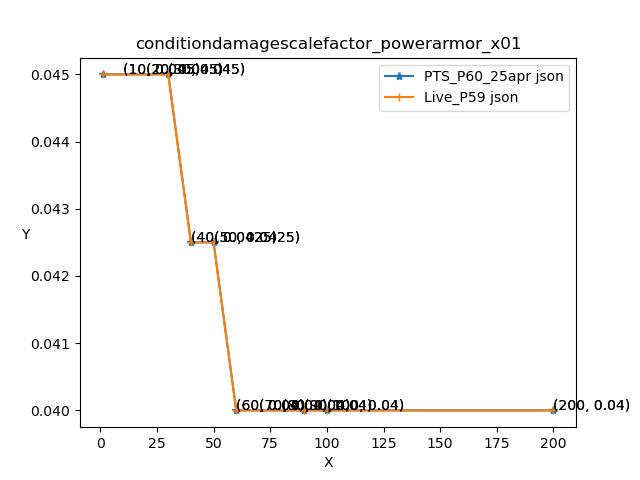 conditiondamagescalefactor_powerarmor_x01
PTS_P60_25apr json
Live_P59 json
0.045
0.044
0.043
0.042
0.041
0.040
Y
(200, 0.04)
0 25 50 75 100 125 150 175 200
X